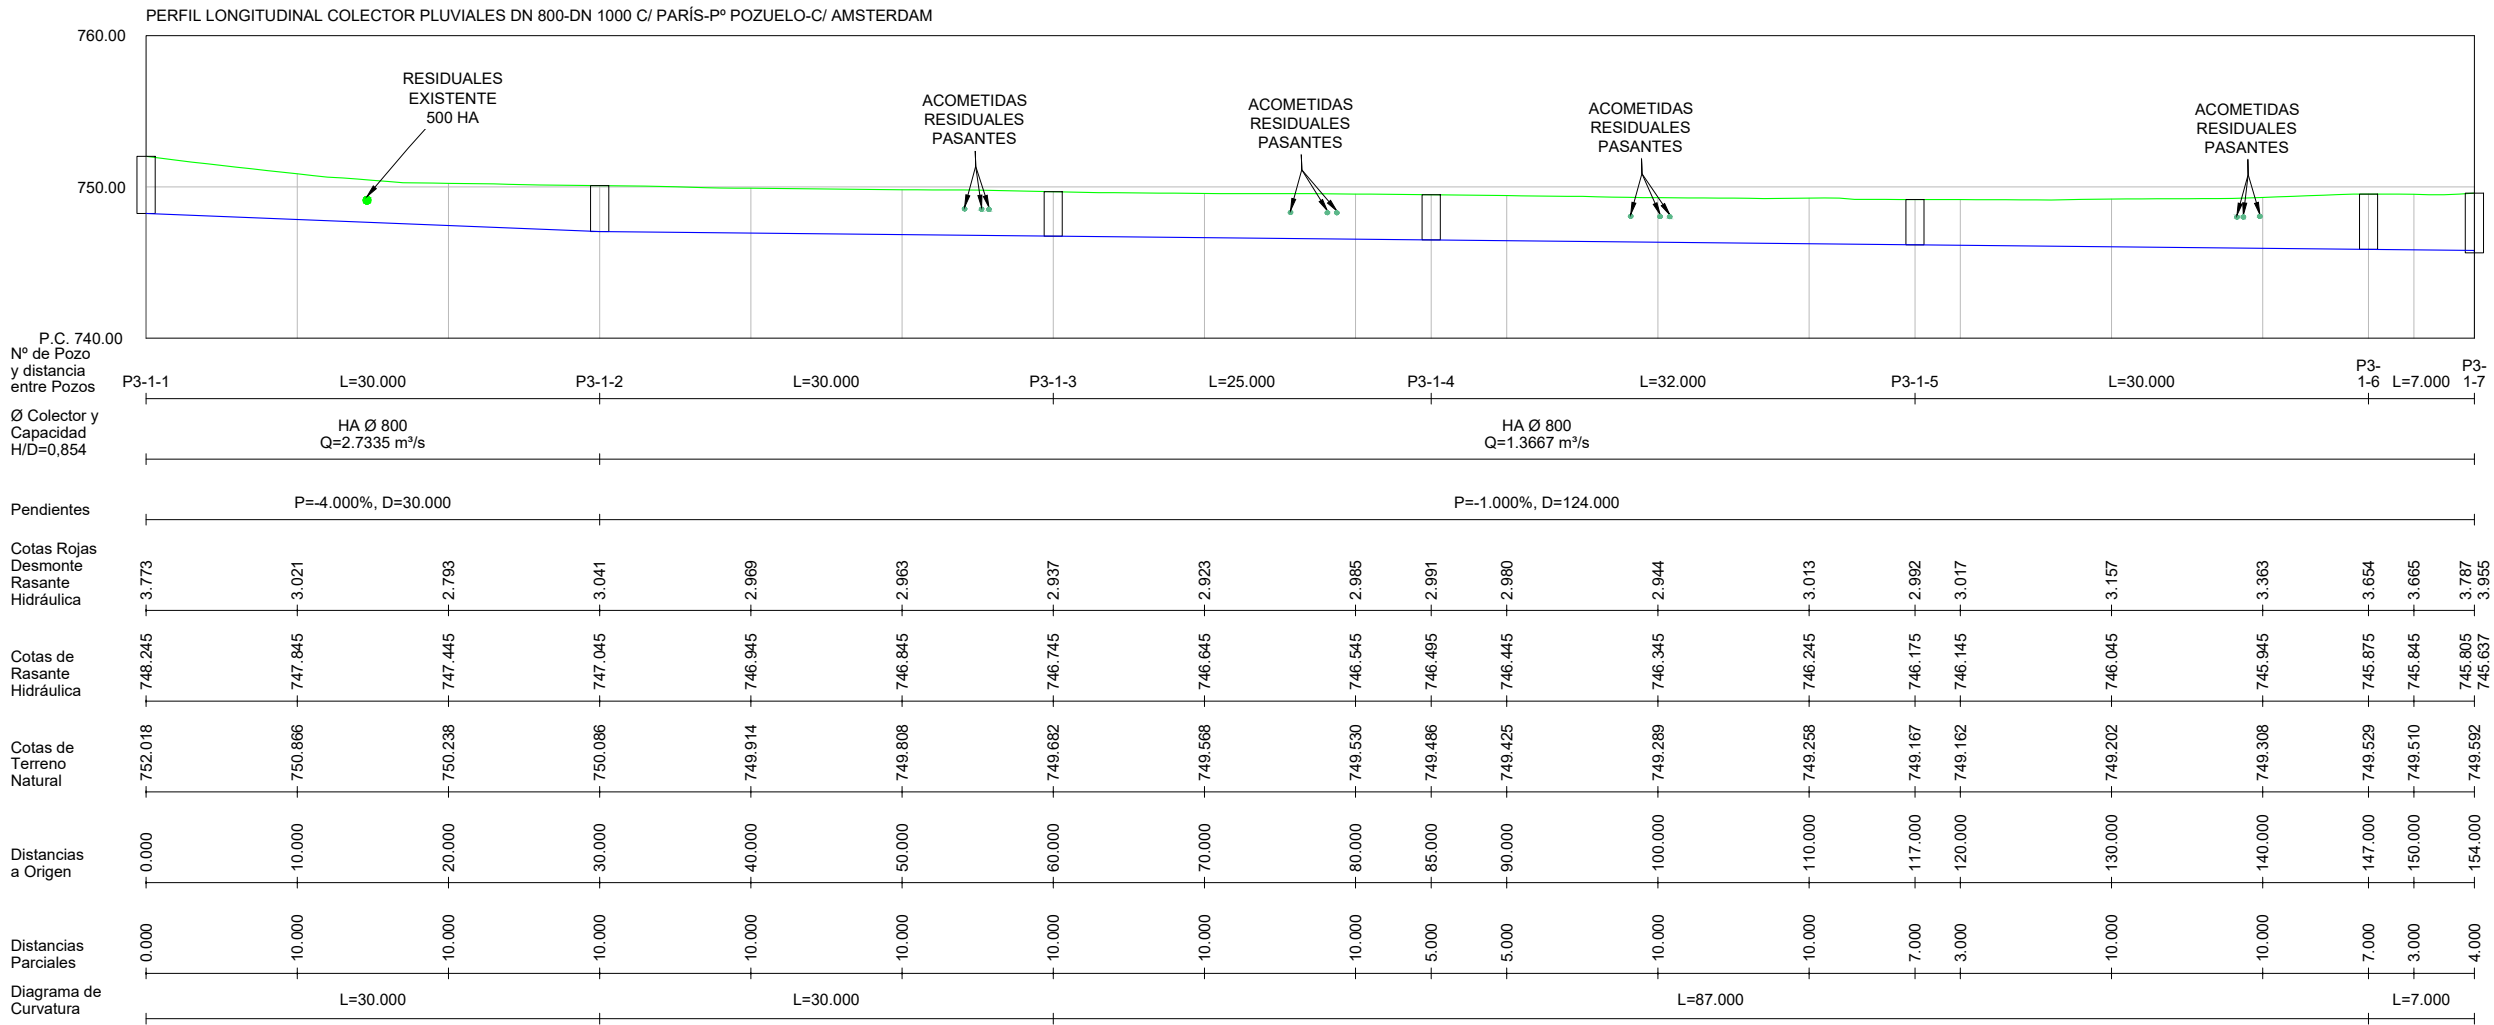 PERFIL LONGITUDINAL COLECTOR PLUVIALES DN 800-DN 1000 C/ PARÍS-Pº POZUELO-C/ AMSTERDAM
760.00
750.00
P.C. 740.00
RESIDUALES
EXISTENTE
500 HA
ACOMETIDAS
RESIDUALES
PASANTES
ACOMETIDAS
RESIDUALES
PASANTES
ACOMETIDAS
RESIDUALES
PASANTES
ACOMETIDAS
RESIDUALES
PASANTES
Nº de Pozo
y distancia
entre Pozos
P3-1-1 L=30.000 P3-1-2 L=30.000 P3-1-3 L=25.000 P3-1-4 L=32.000 P3-1-5 L=30.000
P3-
1-6
L=7.000
P3-
1-7
Ø Colector y
Capacidad
H/D=0,854
HA Ø 800
Q=2.7335 m³/s
HA Ø 800
Q=1.3667 m³/s
Pendientes
P=-4.000%, D=30.000
P=-1.000%, D=124.000
Cotas Rojas
Desmonte
Rasante
Hidráulica
3.773
3.021
2.793
3.041
2.969
2.963
2.937
2.923
2.985
2.991
2.980
2.944
3.013
2.992
3.017
3.157
3.363
3.654
3.665
3.787
3.955
Cotas de
Rasante
Hidráulica
748.245
747.845
747.445
747.045
746.945
746.845
746.745
746.645
746.545
746.495
746.445
746.345
746.245
746.175
746.145
746.045
745.945
745.875
745.845
745.805
745.637
Cotas de
Terreno
Natural
752.018
750.866
750.238
750.086
749.914
749.808
749.682
749.568
749.530
749.486
749.425
749.289
749.258
749.167
749.162
749.202
749.308
749.529
749.510
749.592
Distancias
a Origen
0.000
10.000
20.000
30.000
40.000
50.000
60.000
70.000
80.000
85.000
90.000
100.000
110.000
117.000
120.000
130.000
140.000
147.000
150.000
154.000
Distancias
Parciales
0.000
10.000
10.000
10.000
10.000
10.000
10.000
10.000
10.000
5.000
5.000
10.000
10.000
7.000
3.000
10.000
10.000
7.000
3.000
4.000
Diagrama de
Curvatura
L=30.000
L=30.000
L=87.000
L=7.000